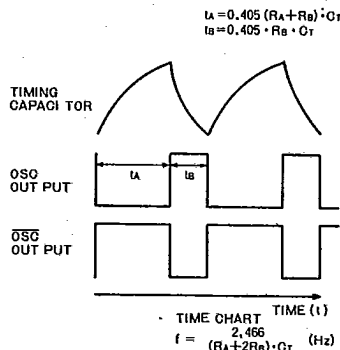 tA=0.405 (RA+RB)·CT
tB=0.405·RB·CT
TIMING
CAPACITOR
OSC
OUT PUT
tA
tB
OSC
OUT PUT
TIME (t)
TIME CHART
f = 2,466 / (RA+2RB)·CT (Hz)